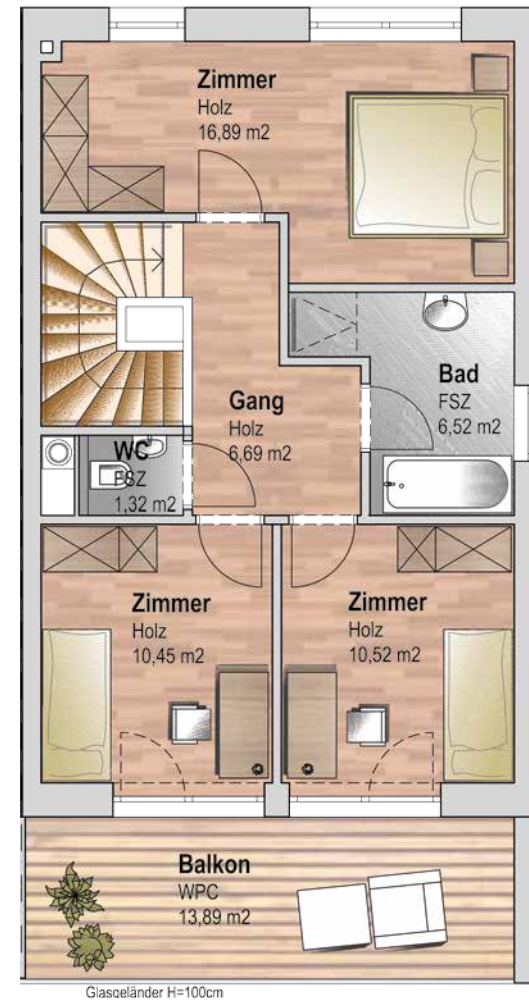 Zimmer
Holz
16,89 m2
Bad
FSZ
6,52 m2
Gang
Holz
6,69 m2
WC
FSZ
1,32 m2
Zimmer
Holz
10,45 m2
Zimmer
Holz
10,52 m2
Balkon
WPC
13,89 m2
Glasgeländer H=100cm